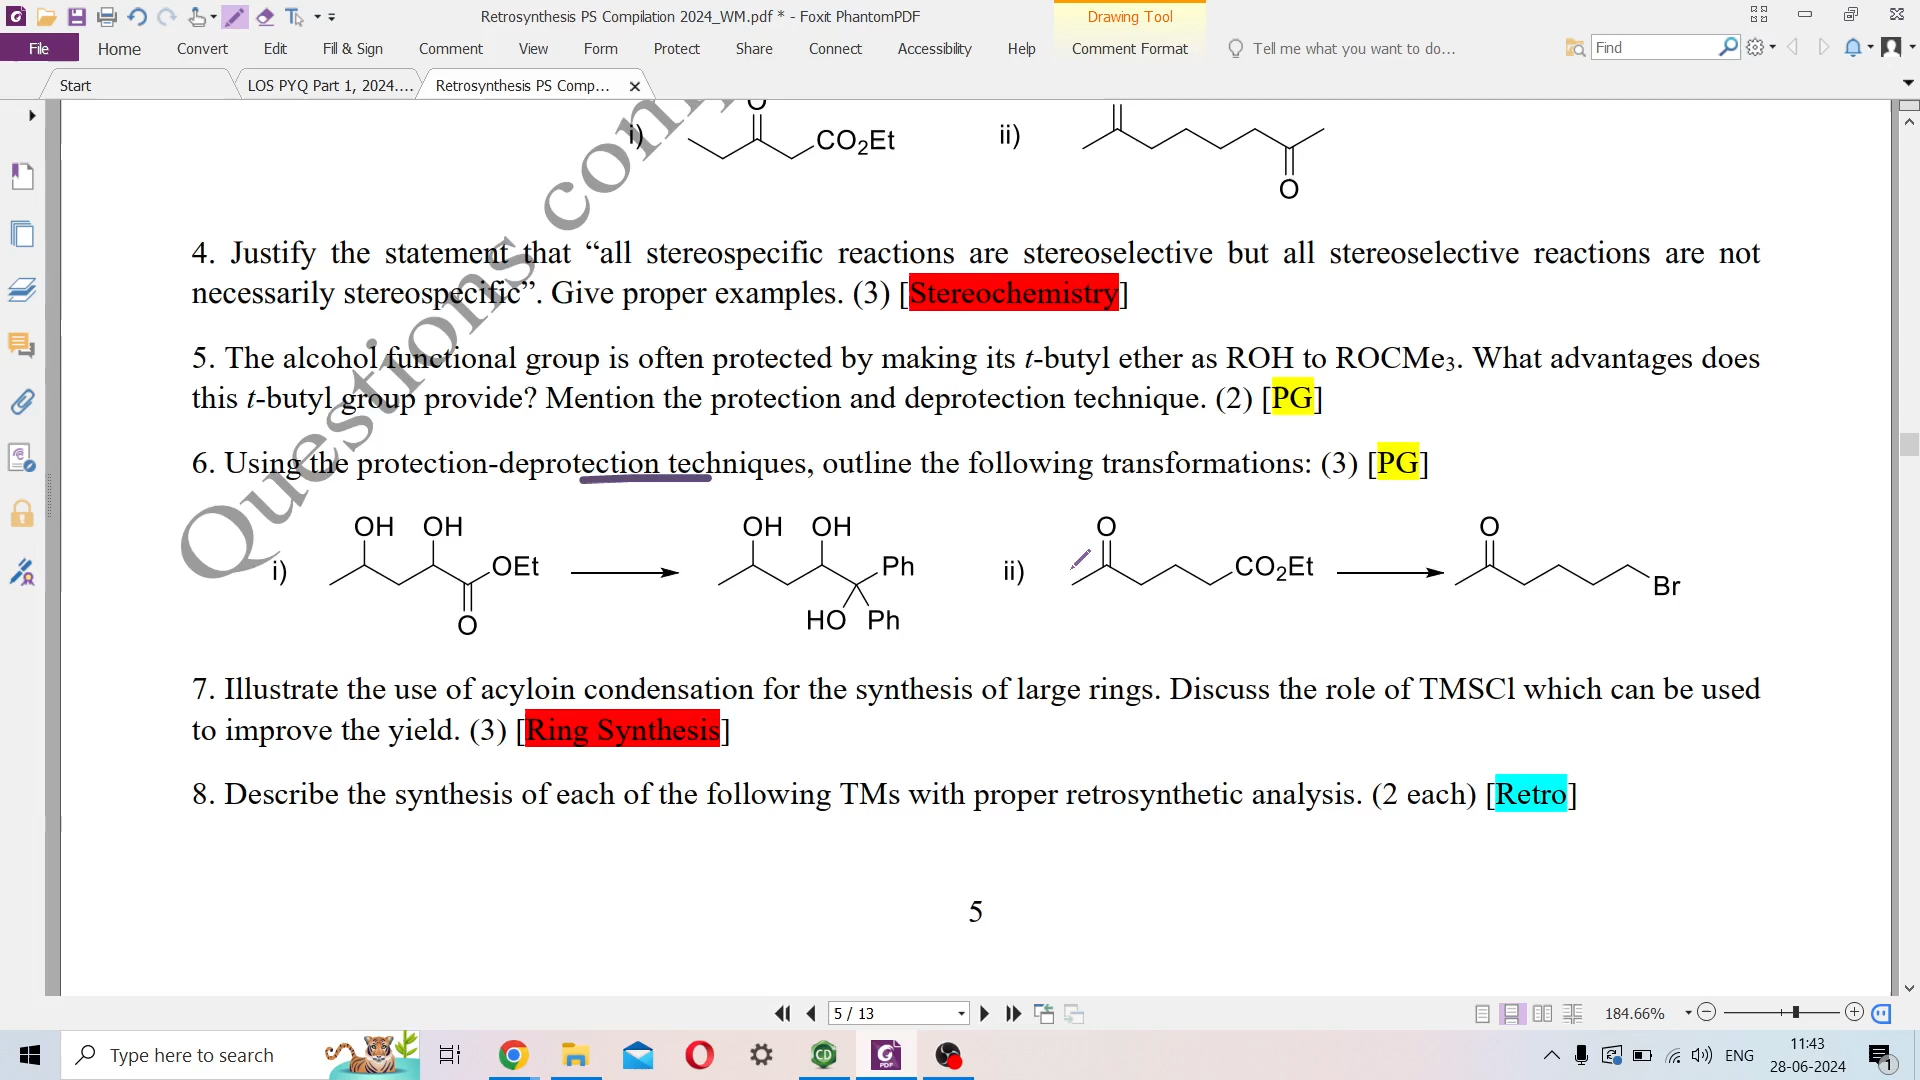 Retrosynthesis PS Compilation 2024_WM.pdf * - Foxit PhantomPDF
Drawing Tool
File Home Convert Edit Fill & Sign Comment View Form Protect Share Connect Accessibility Help Comment Format Tell me what you want to do... Find
Start LOS PYQ Part 1, 2024.... Retrosynthesis PS Comp...
i) O CO2Et ii) O
4. Justify the statement that “all stereospecific reactions are stereoselective but all stereoselective reactions are not
necessarily stereospecific”. Give proper examples. (3) [Stereochemistry]
5. The alcohol functional group is often protected by making its t-butyl ether as ROH to ROCMe3. What advantages does
this t-butyl group provide? Mention the protection and deprotection technique. (2) [PG]
6. Using the protection-deprotection techniques, outline the following transformations: (3) [PG]
OH OH OH OH O O
i) OEt Ph ii) CO2Et Br
O HO Ph
7. Illustrate the use of acyloin condensation for the synthesis of large rings. Discuss the role of TMSCl which can be used
to improve the yield. (3) [Ring Synthesis]
8. Describe the synthesis of each of the following TMs with proper retrosynthetic analysis. (2 each) [Retro]
5
Questions com
5 / 13 184.66%
Type here to search CD PDF ENG 11:43
28-06-2024 1